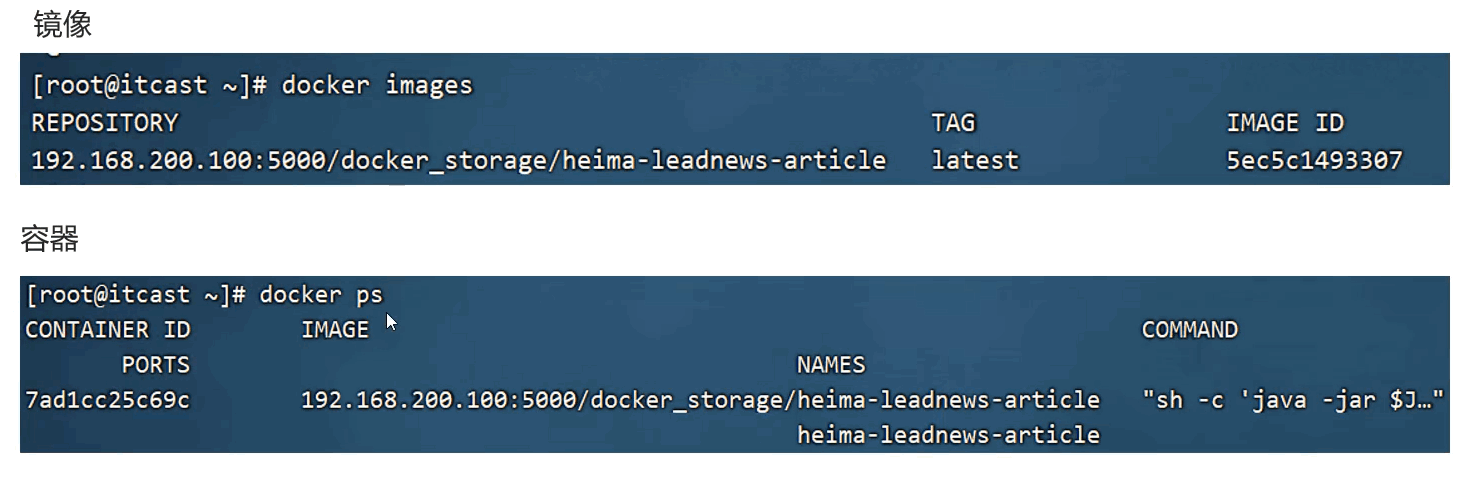 镜像
[root@itcast ~]# docker images
REPOSITORY TAG IMAGE ID
192.168.200.100:5000/docker_storage/heima-leadnews-article latest 5ec5c1493307
容器
[root@itcast ~]# docker ps
CONTAINER ID IMAGE COMMAND
PORTS NAMES
7ad1cc25c69c 192.168.200.100:5000/docker_storage/heima-leadnews-article "sh -c 'java -jar $J…"
heima-leadnews-article